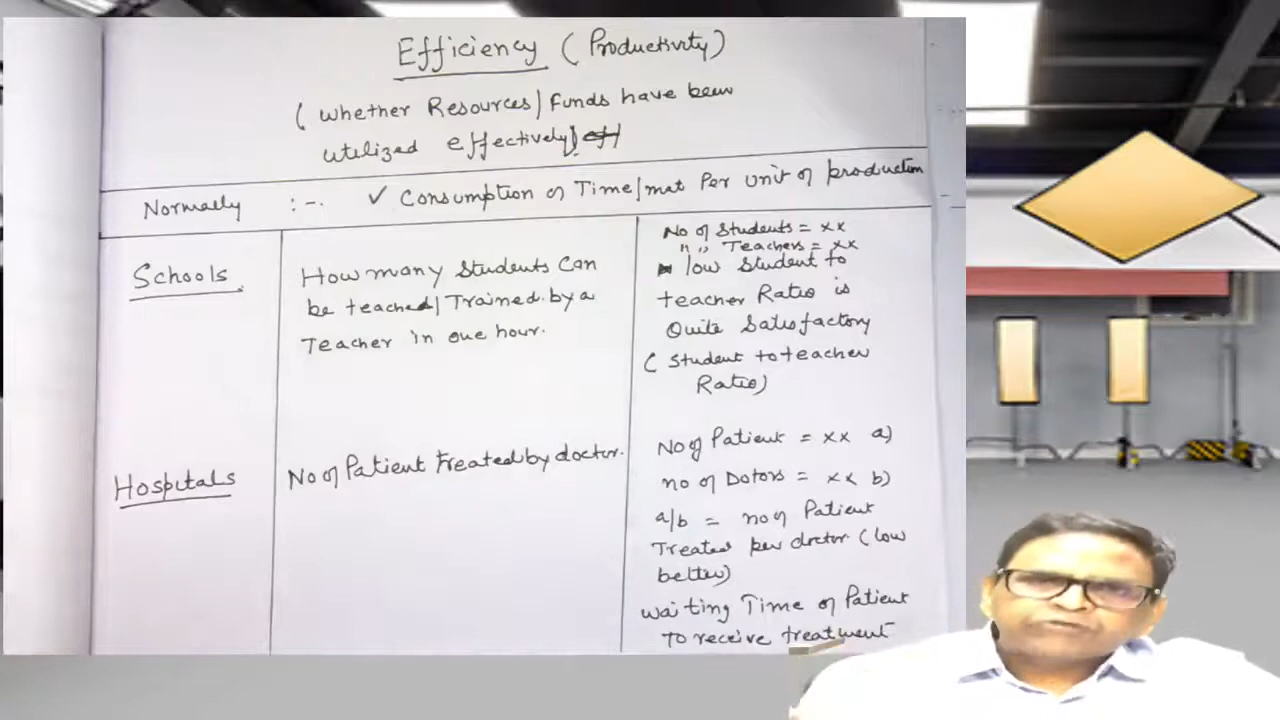 Efficiency (Productivity)
( Whether Resources/Funds have been
utelized effectively)
Normally :-. ✓ Consumption of Time/mat Per unit of production
Schools
How many Students Can
be teached/Trained by a
Teacher in one hour.
No of Students = xx
" " Teachers = xx
low Student to
teacher Ratio is
Quite Satisfactory
( Student to teacher
Ratio)
Hospitals
No of Patient Treated by doctor.
No of Patient = xx a)
no of Dotors = xx b)
a/b = no of Patient
Treated per doctor (low
better)
waiting Time of Patient
To receive treatment